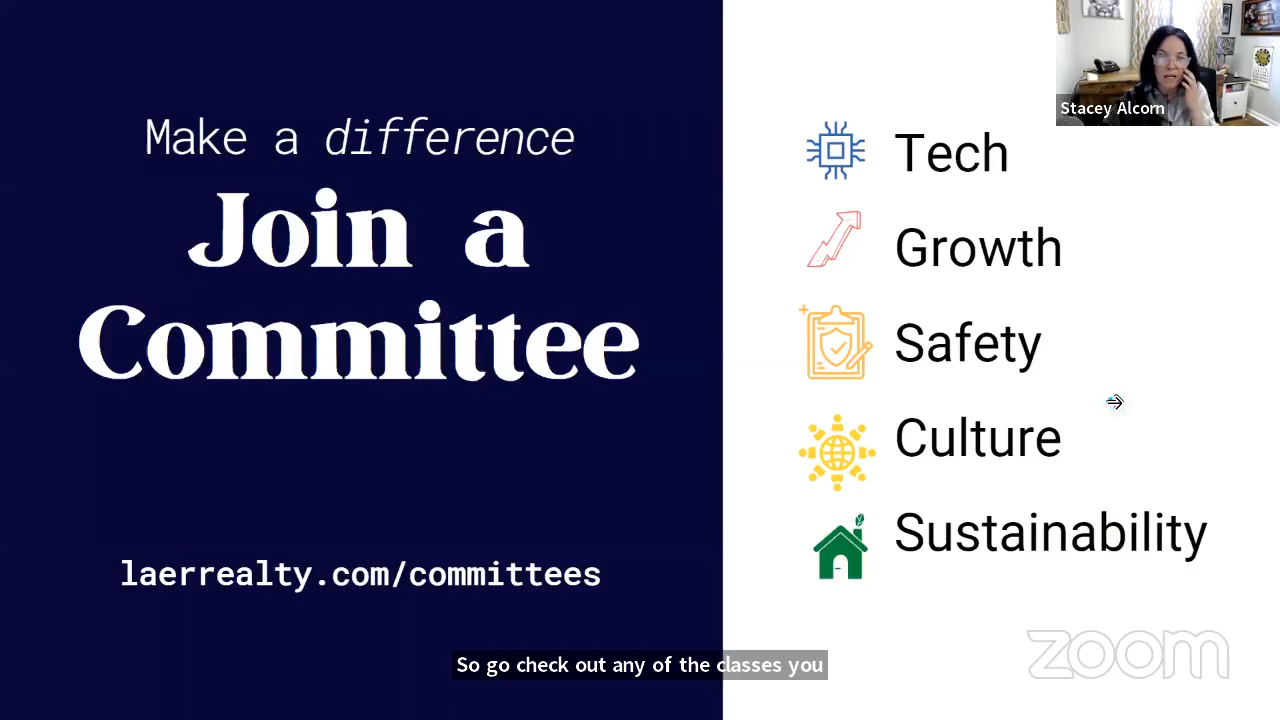 Make a difference
Join a
Committee
laerrealty.com/committees
Tech
Growth
Safety
Culture
Sustainability
Stacey Alcorn
So go check out any of the classes you
zoom